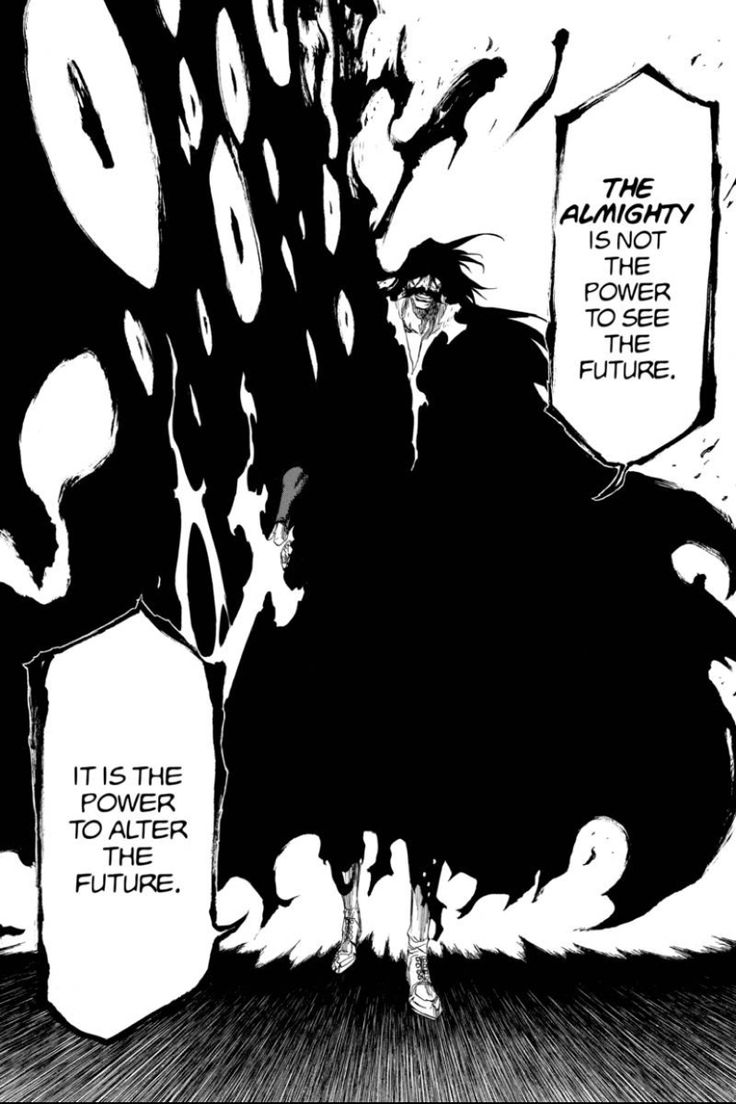 THE
ALMIGHTY
IS NOT
THE
POWER
TO SEE
THE
FUTURE.
IT IS THE
POWER
TO ALTER
THE
FUTURE.